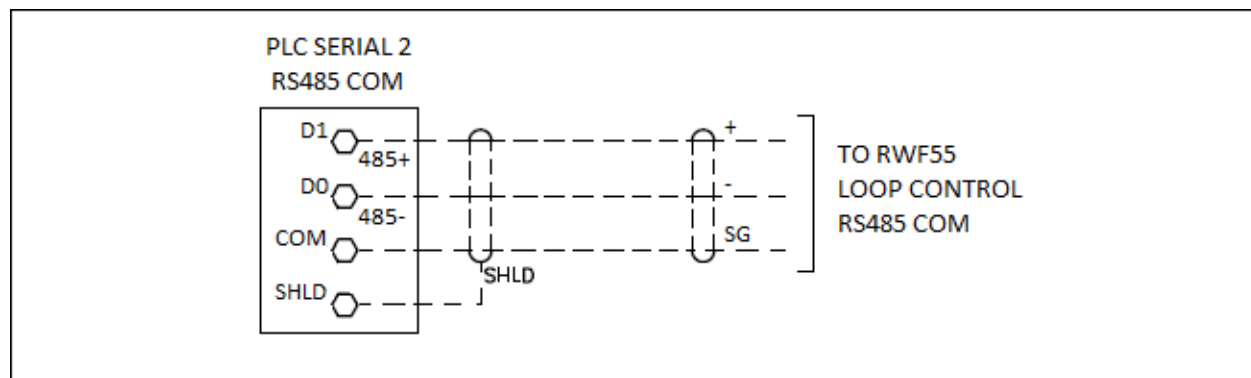 PLC SERIAL 2
RS485 COM
D1
485+
+
D0
485-
-
COM
SG
SHLD
SHLD
TO RWF55
LOOP CONTROL
RS485 COM